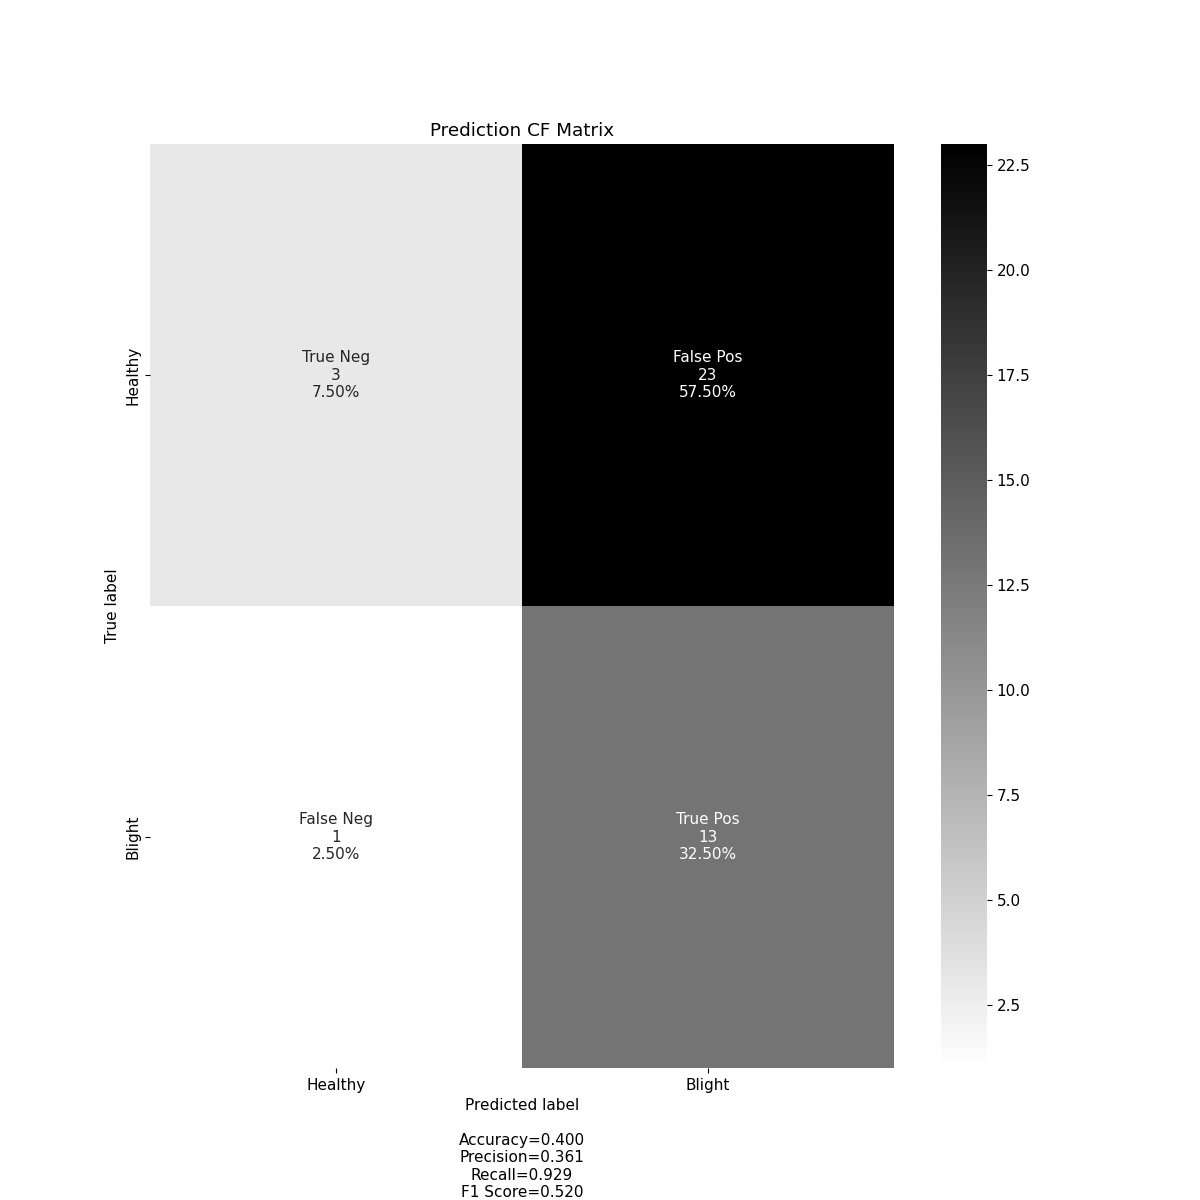 Prediction CF Matrix
True label
Healthy
Blight
True Neg
3
7.50%
False Pos
23
57.50%
False Neg
1
2.50%
True Pos
13
32.50%
22.5
20.0
17.5
15.0
12.5
10.0
7.5
5.0
2.5
Healthy
Blight
Predicted label
Accuracy=0.400
Precision=0.361
Recall=0.929
F1 Score=0.520